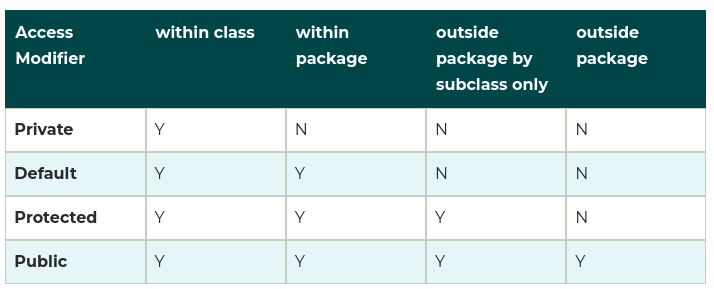 Access Modifier within class within package outside package by subclass only outside package
Private Y N N N
Default Y Y N N
Protected Y Y Y N
Public Y Y Y Y